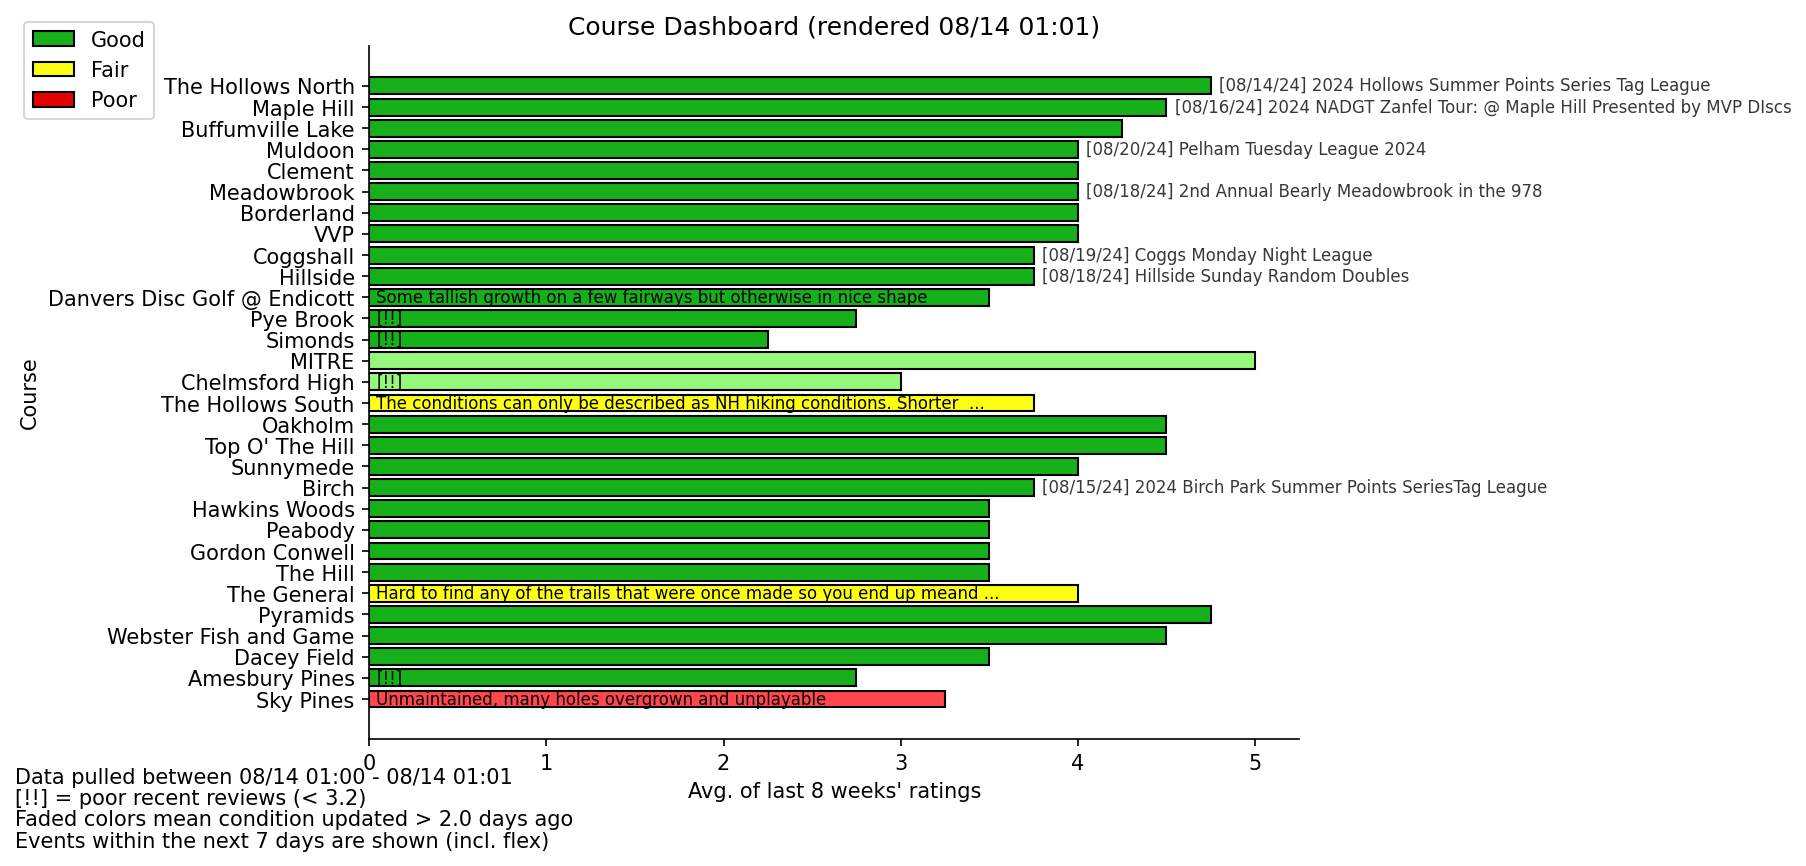 Course Dashboard (rendered 08/14 01:01)
Good
Fair
Poor
The Hollows North [08/14/24] 2024 Hollows Summer Points Series Tag League
Maple Hill [08/16/24] 2024 NADGT Zanfel Tour: @ Maple Hill Presented by MVP DIscs
Buffumville Lake
Muldoon [08/20/24] Pelham Tuesday League 2024
Clement
Meadowbrook [08/18/24] 2nd Annual Bearly Meadowbrook in the 978
Borderland
VVP
Coggshall [08/19/24] Coggs Monday Night League
Hillside [08/18/24] Hillside Sunday Random Doubles
Danvers Disc Golf @ Endicott Some tallish growth on a few fairways but otherwise in nice shape
Pye Brook [!!]
Simonds [!!]
MITRE
Chelmsford High [!!]
The Hollows South The conditions can only be described as NH hiking conditions. Shorter  ...
Oakholm
Top O' The Hill
Sunnymede
Birch [08/15/24] 2024 Birch Park Summer Points SeriesTag League
Hawkins Woods
Peabody
Gordon Conwell
The Hill
The General Hard to find any of the trails that were once made so you end up meand ...
Pyramids
Webster Fish and Game
Dacey Field
Amesbury Pines [!!]
Sky Pines Unmaintained, many holes overgrown and unplayable
Course
0 1 2 3 4 5
Avg. of last 8 weeks' ratings
Data pulled between 08/14 01:00 - 08/14 01:01
[!!] = poor recent reviews (< 3.2)
Faded colors mean condition updated > 2.0 days ago
Events within the next 7 days are shown (incl. flex)